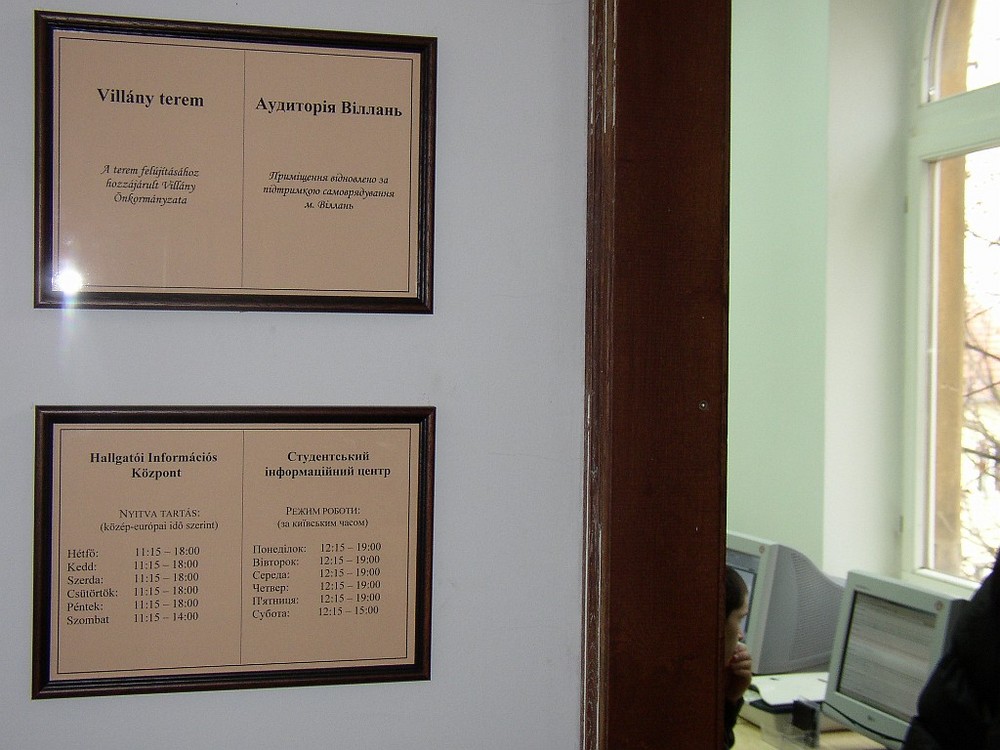 Villány terem
A terem felújításához
hozzájárult Villány
Önkormányzata
Аудиторія Віллань
Приміщення відновлено за
підтримкою самоврядування
м. Віллань
Hallgatói Információs
Központ
NYITVA TARTÁS:
(közép-európai idő szerint)
Hétfő: 11:15 – 18:00
Kedd: 11:15 – 18:00
Szerda: 11:15 – 18:00
Csütörtök: 11:15 – 18:00
Péntek: 11:15 – 18:00
Szombat 11:15 – 14:00
Студентський
інформаційний центр
РЕЖИМ РОБОТИ:
(за київським часом)
Понеділок: 12:15 – 19:00
Вівторок: 12:15 – 19:00
Середа: 12:15 – 19:00
Четвер: 12:15 – 19:00
П'ятниця: 12:15 – 19:00
Субота: 12:15 – 15:00